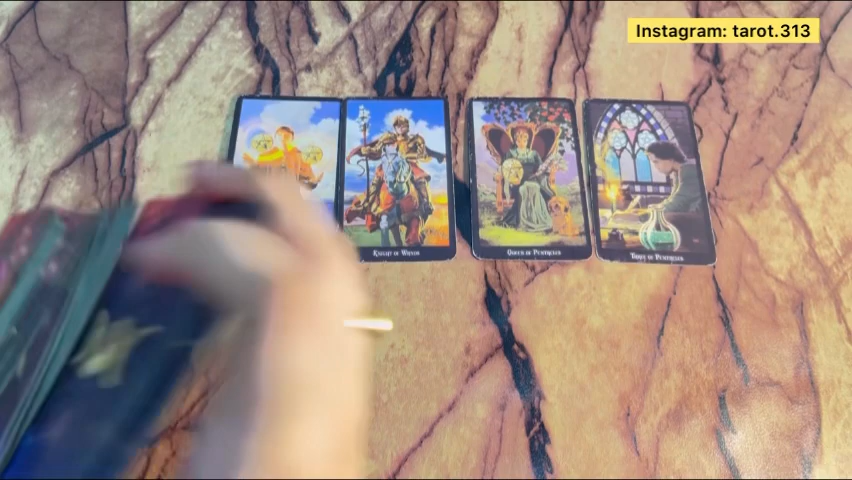 Instagram: tarot.313
Knight of Wands
Queen of Pentacles
Three of Pentacles